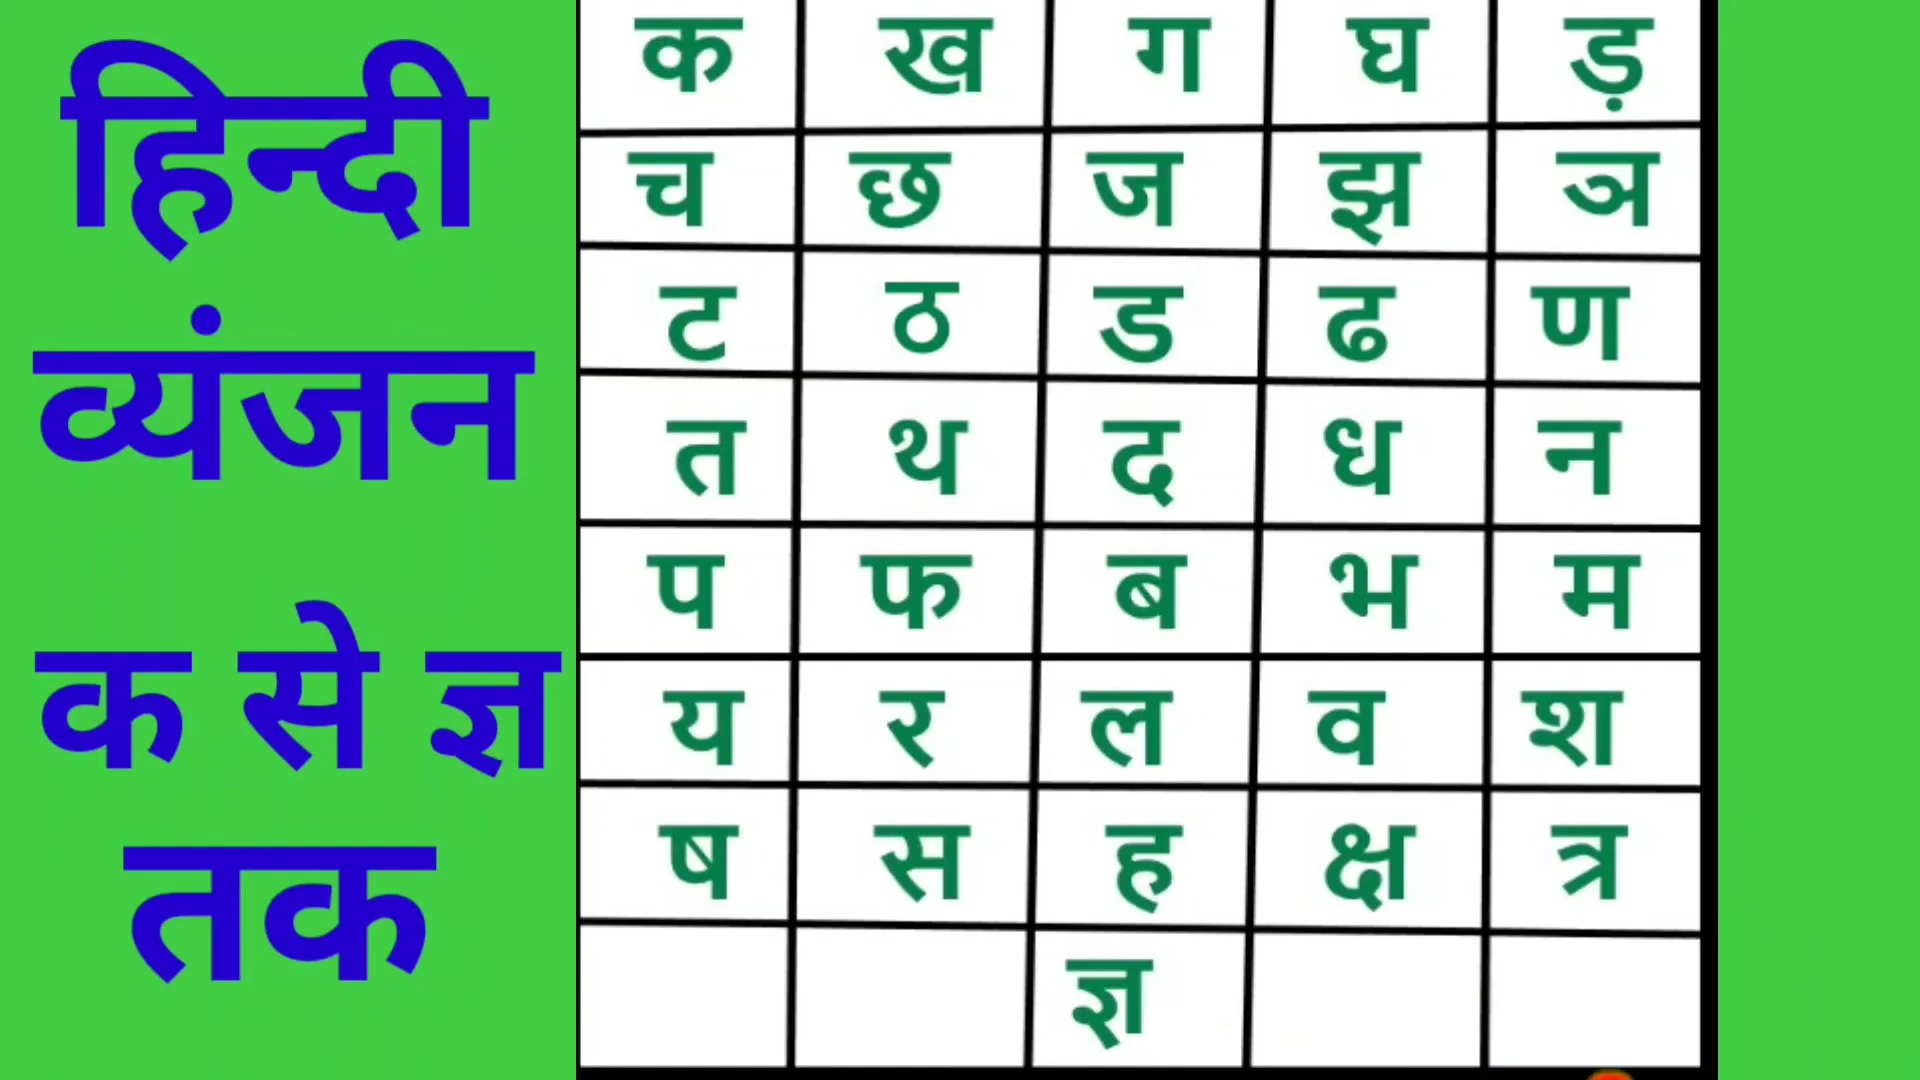 हिन्दी
व्यंजन
क से ज्ञ
तक
क ख ग घ ड़
च छ ज झ ञ
ट ठ ड ढ ण
त थ द ध न
प फ ब भ म
य र ल व श
ष स ह क्ष त्र
ज्ञ